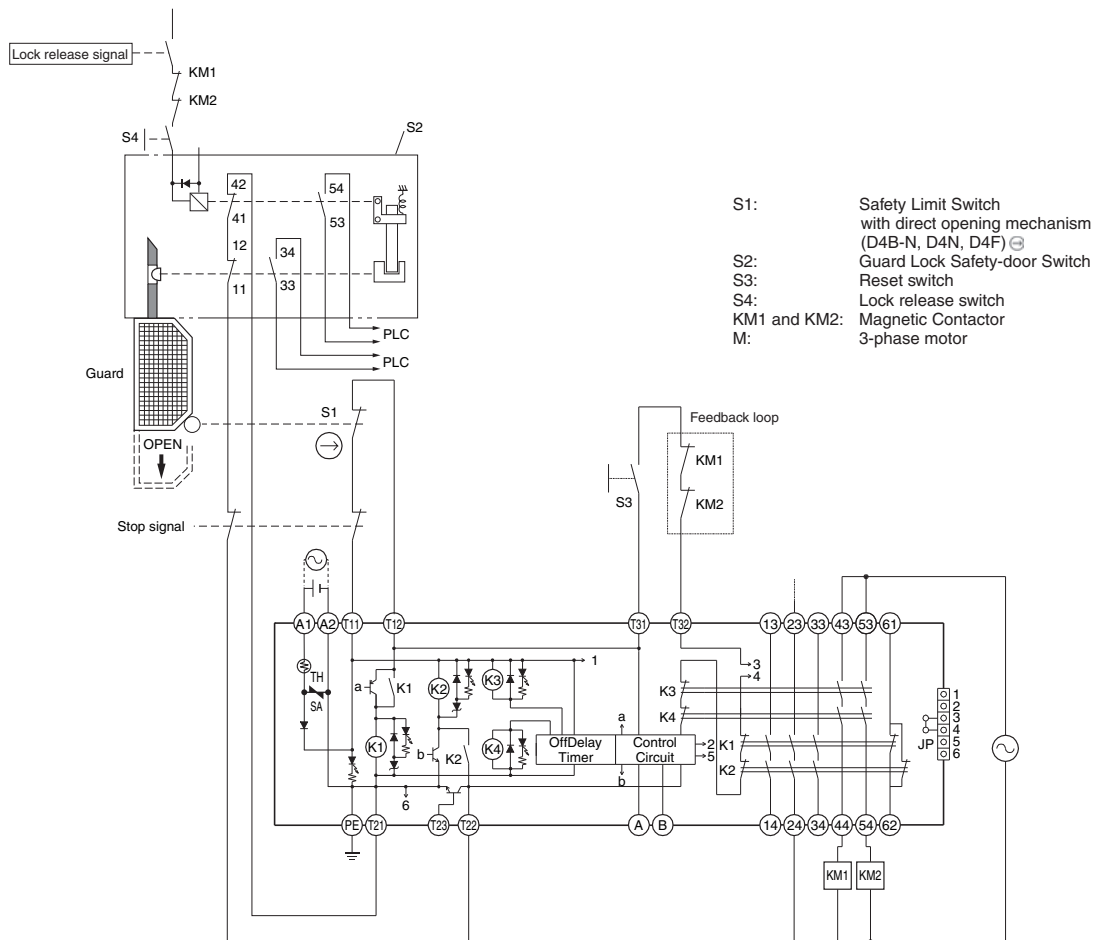 Lock release signal
KM1
KM2
S4
S2
42
54
41
53
12
34
11
33
PLC
PLC
S1:
Safety Limit Switch
with direct opening mechanism
(D4B-N, D4N, D4F)
S2:
Guard Lock Safety-door Switch
S3:
Reset switch
S4:
Lock release switch
KM1 and KM2:
Magnetic Contactor
M:
3-phase motor
Guard
OPEN
S1
Feedback loop
KM1
S3
KM2
Stop signal
A1 A2 T11 T12 T31 T32 13 23 33 43 53 61
1
3
4
TH
SA
a
K1
K2
K3
K3
K4
a
K1
b
K2
K4
OffDelay
Timer
Control
Circuit
2
5
K1
K2
b
6
JP
1
2
3
4
5
6
PE T21 T23 T22 A B 14 24 34 44 54 62
KM1
KM2